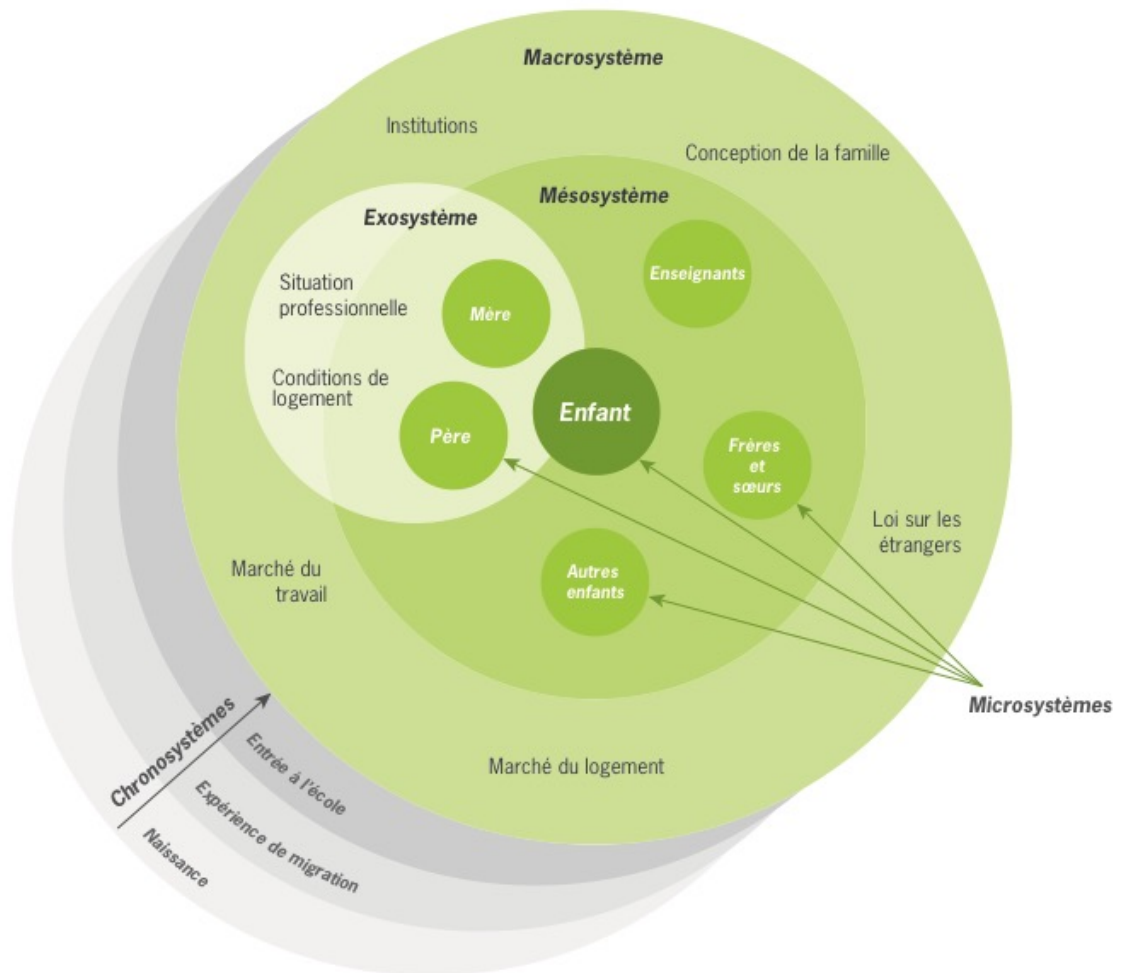 Macrosystème
Institutions
Conception de la famille
Mésosystème
Exosystème
Enseignants
Situation
professionnelle
Mère
Conditions de
logement
Enfant
Père
Frères
et
sœurs
Loi sur les
étrangers
Marché du
travail
Autres
enfants
Microsystèmes
Marché du logement
Chronosystèmes
Entrée à l'école
Expérience de migration
Naissance